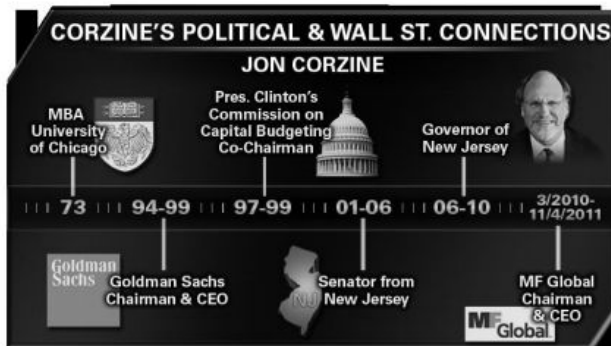 CORZINE'S POLITICAL & WALL ST. CONNECTIONS
JON CORZINE
MBA
University
of Chicago
Pres. Clinton's
Commission on
Capital Budgeting
Co-Chairman
Governor of
New Jersey
73
94-99
97-99
01-06
06-10
3/2010-
11/4/2011
Goldman
Sachs
Goldman Sachs
Chairman & CEO
NJ
Senator from
New Jersey
MF Global
Chairman
& CEO
MF
Global